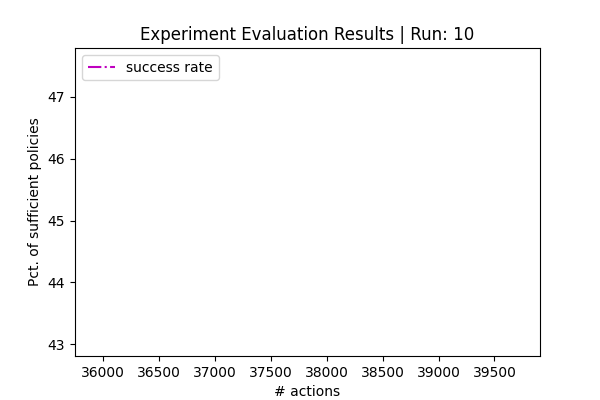 Experiment Evaluation Results | Run: 10
success rate
47
46
45
44
43
Pct. of sufficient policies
36000 36500 37000 37500 38000 38500 39000 39500
# actions